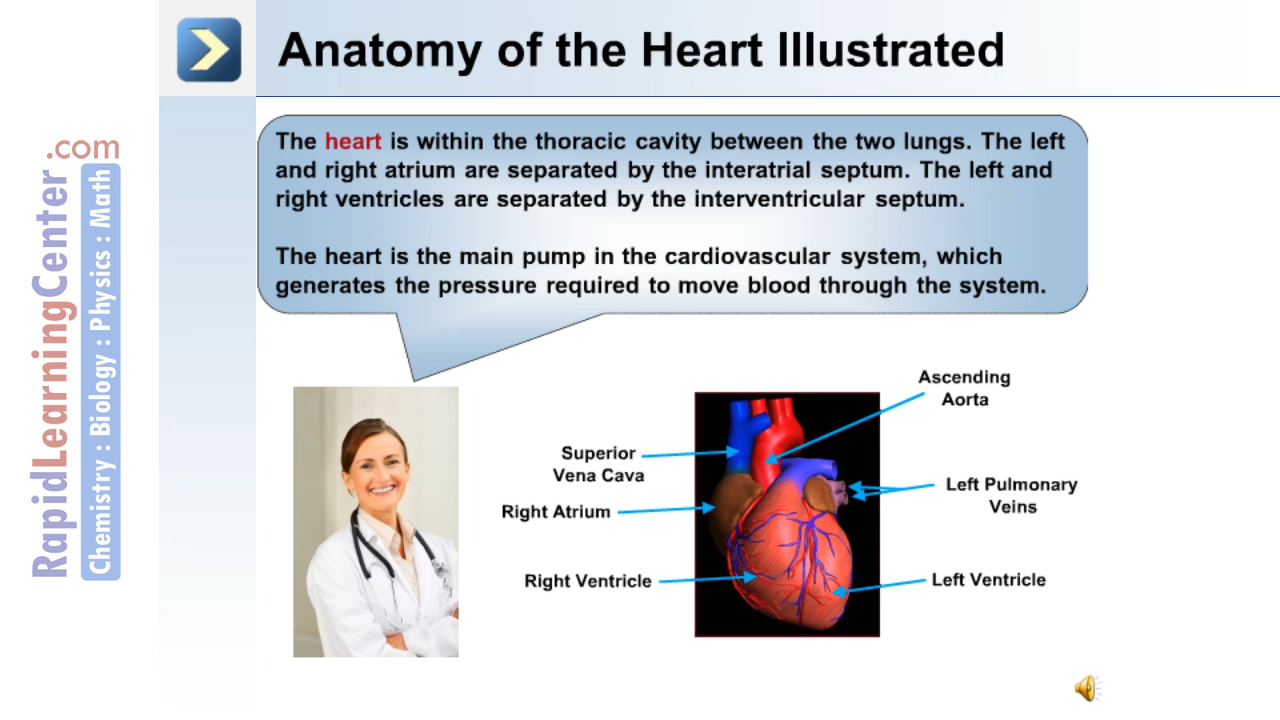 Anatomy of the Heart Illustrated
The heart is within the thoracic cavity between the two lungs. The left
and right atrium are separated by the interatrial septum. The left and
right ventricles are separated by the interventricular septum.
The heart is the main pump in the cardiovascular system, which
generates the pressure required to move blood through the system.
Ascending
Aorta
Superior
Vena Cava
Left Pulmonary
Veins
Right Atrium
Right Ventricle
Left Ventricle
RapidLearningCenter.com
Chemistry : Biology : Physics : Math